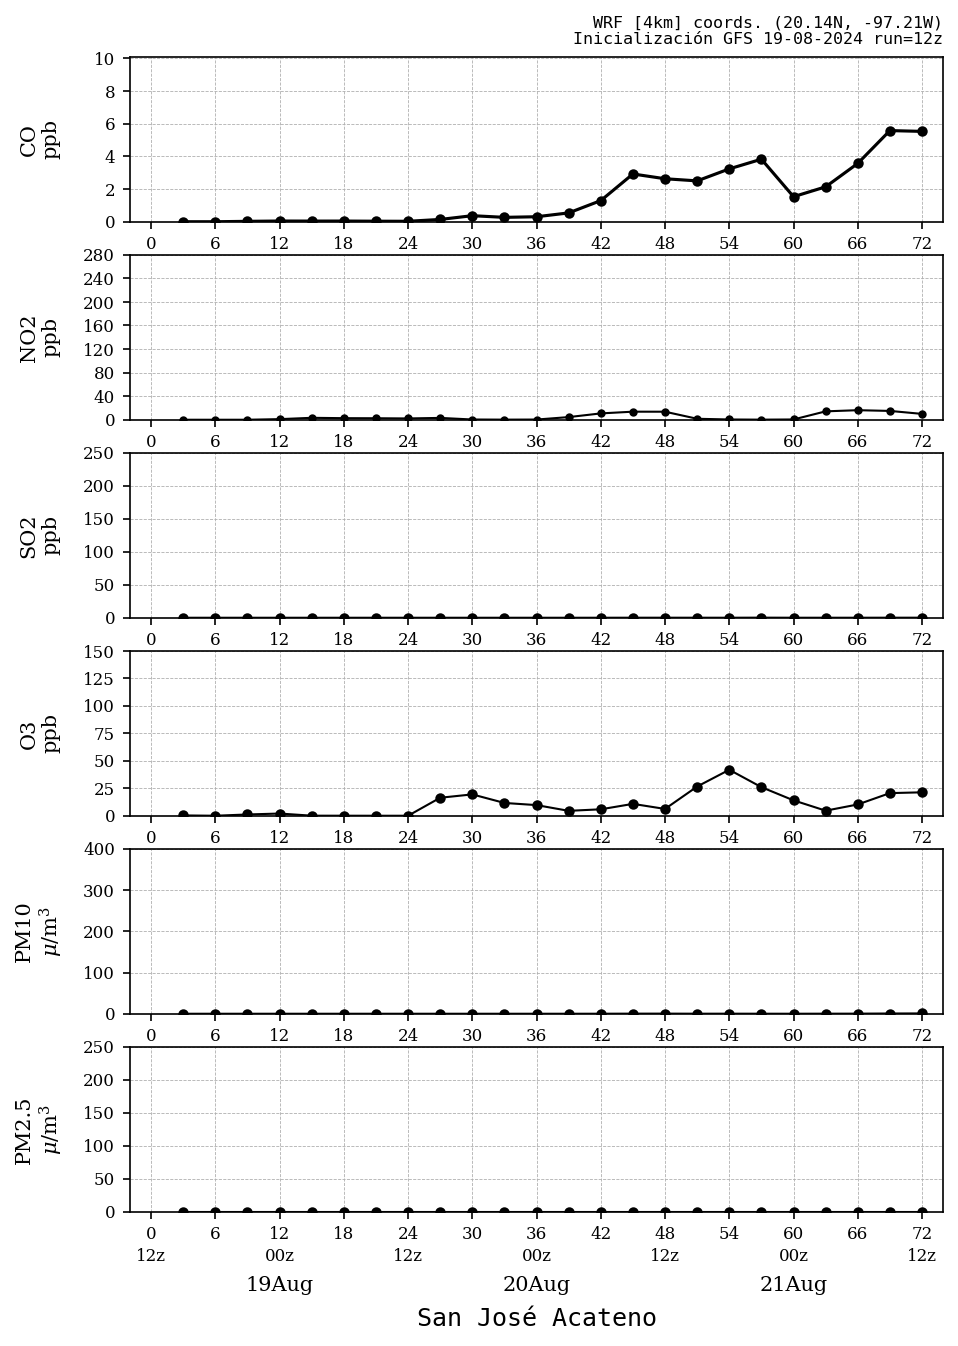 WRF [4km] coords. (20.14N, -97.21W)
Inicialización GFS 19-08-2024 run=12z
CO
ppb
10
8
6
4
2
0
0 6 12 18 24 30 36 42 48 54 60 66 72
NO2
ppb
280
240
200
160
120
80
40
0
0 6 12 18 24 30 36 42 48 54 60 66 72
SO2
ppb
250
200
150
100
50
0
0 6 12 18 24 30 36 42 48 54 60 66 72
O3
ppb
150
125
100
75
50
25
0
0 6 12 18 24 30 36 42 48 54 60 66 72
PM10
μ/m³
400
300
200
100
0
0 6 12 18 24 30 36 42 48 54 60 66 72
PM2.5
μ/m³
250
200
150
100
50
0
0 6 12 18 24 30 36 42 48 54 60 66 72
12z 00z 12z 00z 12z 00z 12z
19Aug 20Aug 21Aug
San José Acateno